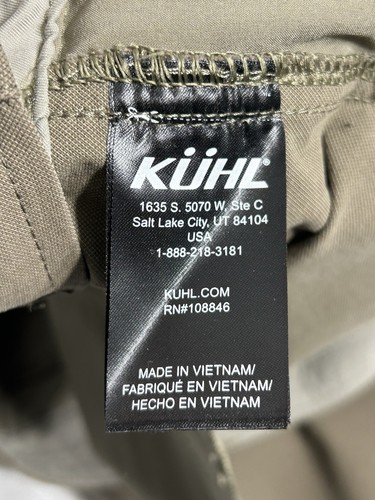 KÜHL®
1635 S. 5070 W, Ste C
Salt Lake City, UT 84104
USA
1-888-218-3181
KUHL.COM
RN#108846
MADE IN VIETNAM/
FABRIQUÉ EN VIETNAM/
HECHO EN VIETNAM